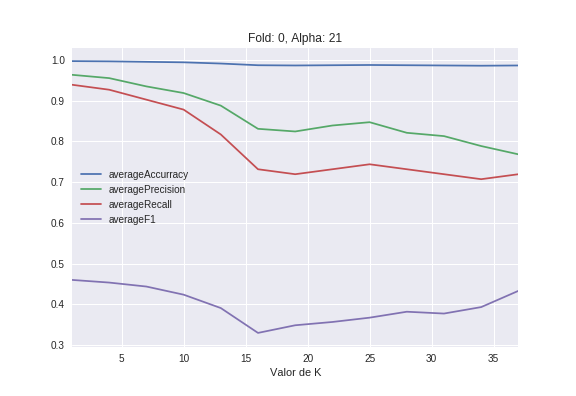 Fold: 0, Alpha: 21
1.0
0.9
0.8
0.7
0.6
0.5
0.4
0.3
averageAccurracy
averagePrecision
averageRecall
averageF1
5 10 15 20 25 30 35
Valor de K